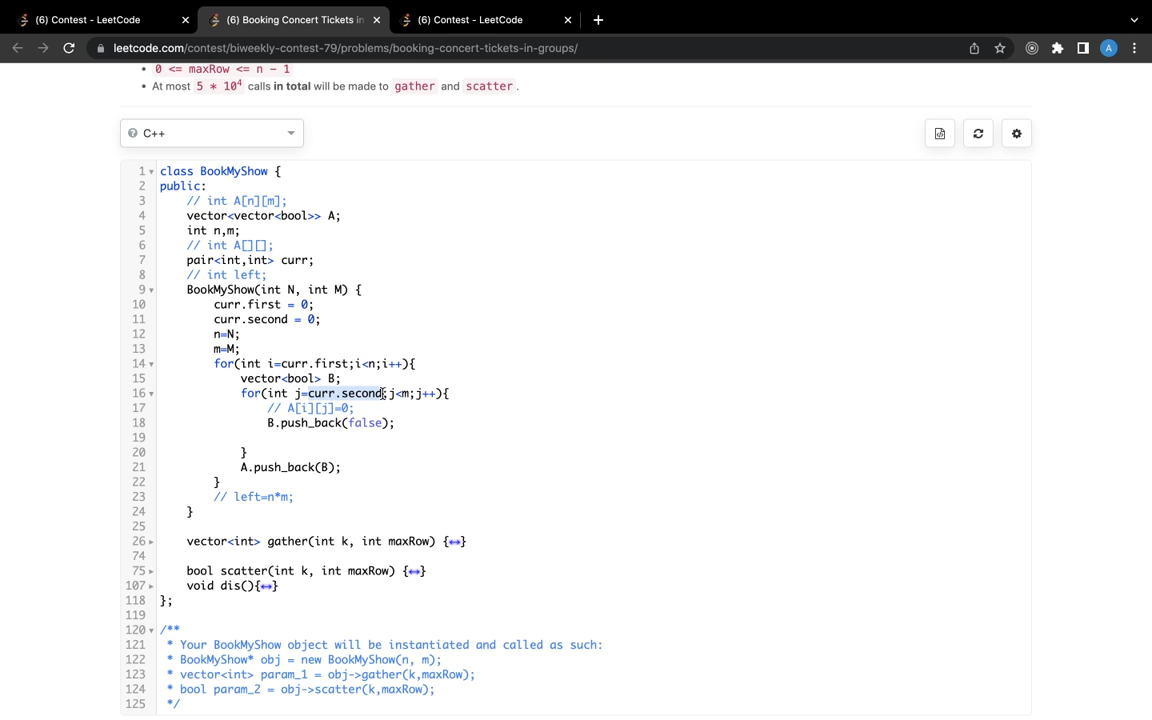 (6) Contest - LeetCode
(6) Booking Concert Tickets in
(6) Contest - LeetCode
leetcode.com/contest/biweekly-contest-79/problems/booking-concert-tickets-in-groups/
A
• 0 <= maxRow <= n - 1
• At most 5 * 10⁴ calls in total will be made to gather and scatter.
C++
1 class BookMyShow {
2 public:
3 // int A[n][m];
4 vector<vector<bool>> A;
5 int n,m;
6 // int A[][];
7 pair<int,int> curr;
8 // int left;
9 BookMyShow(int N, int M) {
10 curr.first = 0;
11 curr.second = 0;
12 n=N;
13 m=M;
14 for(int i=curr.first;i<n;i++){
15 vector<bool> B;
16 for(int j=curr.second;j<m;j++){
17 // A[i][j]=0;
18 B.push_back(false);
19
20 }
21 A.push_back(B);
22 }
23 // left=n*m;
24 }
25
26 vector<int> gather(int k, int maxRow) {↔}
74
75 bool scatter(int k, int maxRow) {↔}
107 void dis(){↔}
118 };
119
120 /**
121 * Your BookMyShow object will be instantiated and called as such:
122 * BookMyShow* obj = new BookMyShow(n, m);
123 * vector<int> param_1 = obj->gather(k,maxRow);
124 * bool param_2 = obj->scatter(k,maxRow);
125 */